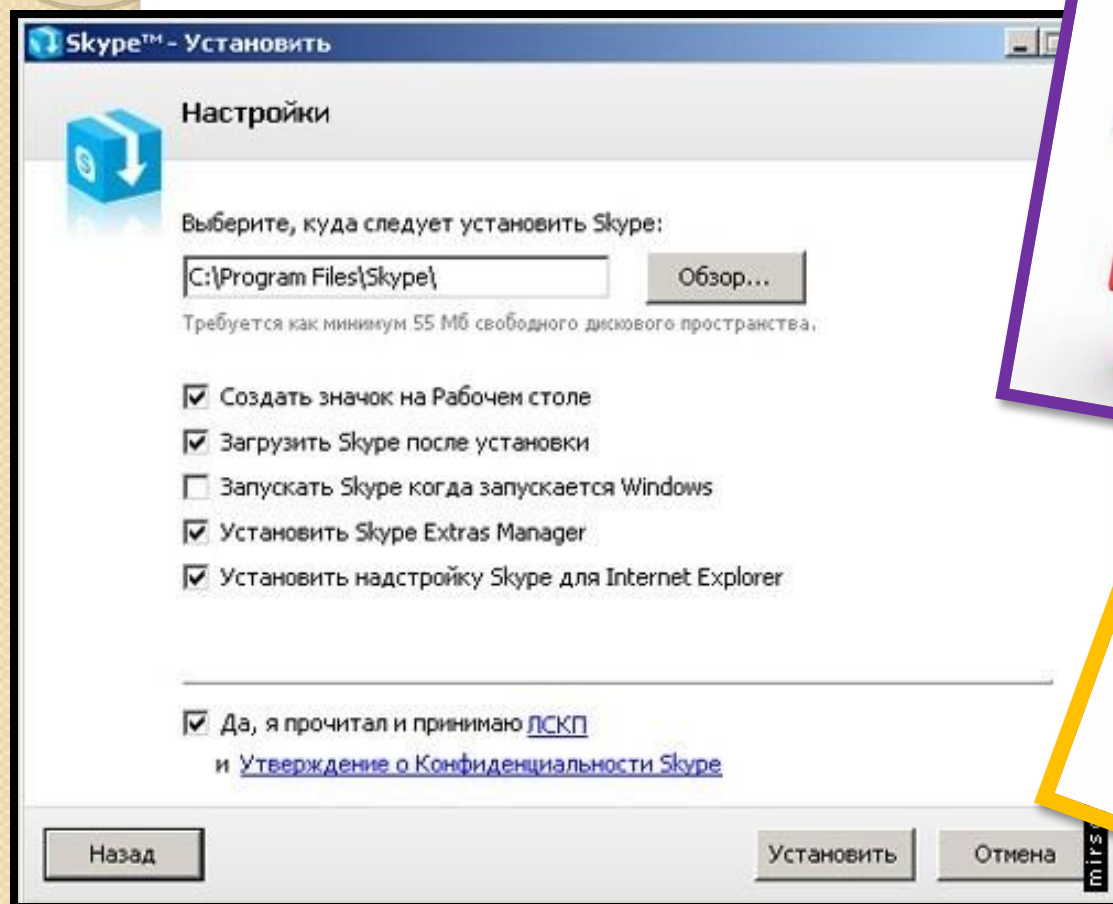 Skype™ - Установить
Настройки
Выберите, куда следует установить Skype:
C:\Program Files\Skype\
Обзор...
Требуется как минимум 55 Мб свободного дискового пространства.
Создать значок на Рабочем столе
Загрузить Skype после установки
Запускать Skype когда запускается Windows
Установить Skype Extras Manager
Установить надстройку Skype для Internet Explorer
Да, я прочитал и принимаю ЛСКП
и Утверждение о Конфиденциальности Skype
Назад
Установить
Отмена